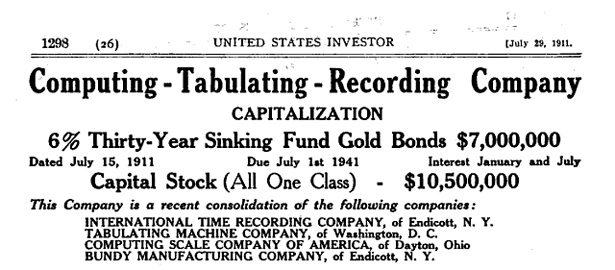 1298 (26) UNITED STATES INVESTOR [July 29, 1911.
Computing - Tabulating - Recording Company
CAPITALIZATION
6% Thirty-Year Sinking Fund Gold Bonds $7,000,000
Dated July 15, 1911 Due July 1st 1941 Interest January and July
Capital Stock (All One Class) - $10,500,000
This Company is a recent consolidation of the following companies:
INTERNATIONAL TIME RECORDING COMPANY, of Endicott, N. Y.
TABULATING MACHINE COMPANY, of Washington, D. C.
COMPUTING SCALE COMPANY OF AMERICA, of Dayton, Ohio
BUNDY MANUFACTURING COMPANY, of Endicott, N. Y.